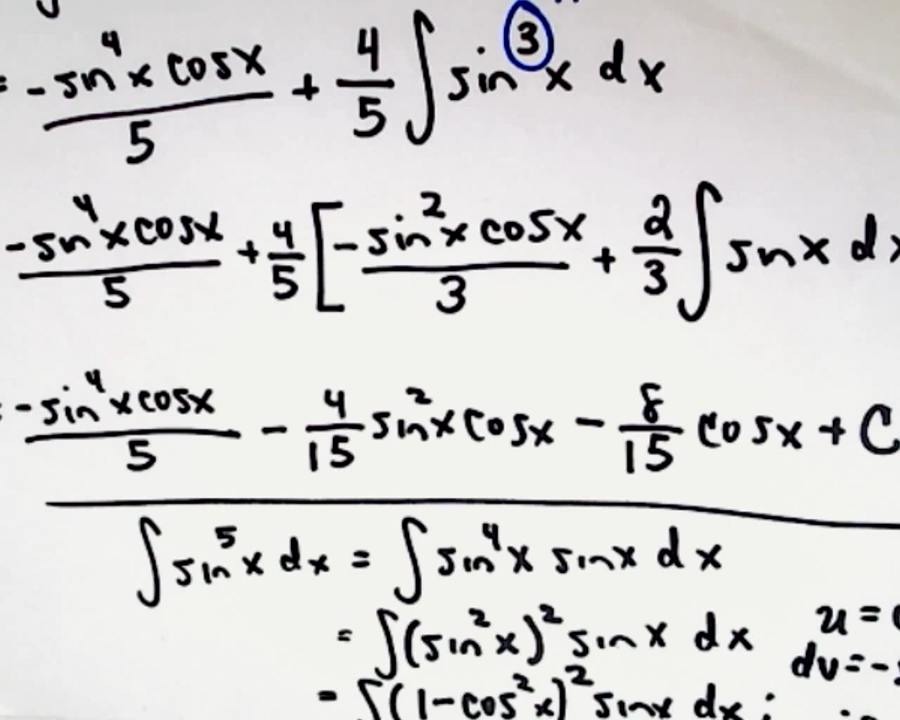 = -sin⁴x cosx / 5 + 4/5 ∫ sin³x dx
-sin⁴x cosx / 5 + 4/5 [ -sin²x cosx / 3 + 2/3 ∫ sinx dx
= -sin⁴x cosx / 5 - 4/15 sin²x cosx - 8/15 cosx + C
∫ sin⁵x dx = ∫ sin⁴x sinx dx
= ∫ (sin²x)² sinx dx u =
du = -
= ∫ (1-cos²x)² sinx dx